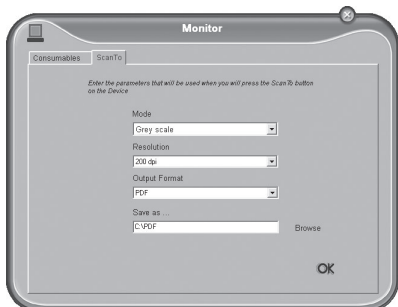 Monitor
Consumables
ScanTo
Enter the parameters that will be used when you will press the ScanTo button
on the Device
Mode
Grey scale
Resolution
200 dpi
Output Format
PDF
Save as ...
C:\PDF
Browse
OK